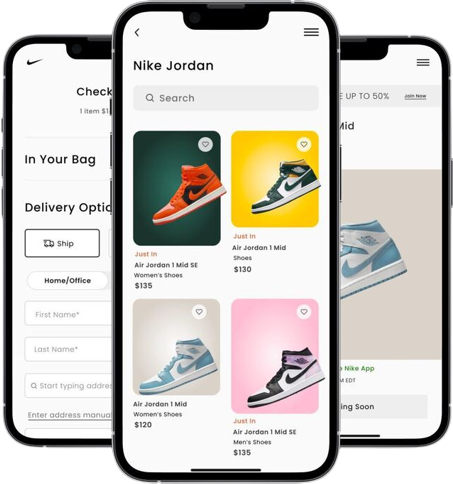 Check
1 item $1
In Your Bag
Delivery Optio
Ship
Home/Office
First Name*
Last Name*
Start typing addre
Enter address manua
Nike Jordan
Search
Just In
Air Jordan 1 Mid SE
Women's Shoes
$135
Just In
Air Jordan 1 Mid
Shoes
$130
Air Jordan 1 Mid
Women's Shoes
$120
Just In
Air Jordan 1 Mid SE
Men's Shoes
$135
E UP TO 50%
Join Now
Mid
Nike App
M EDT
ing Soon